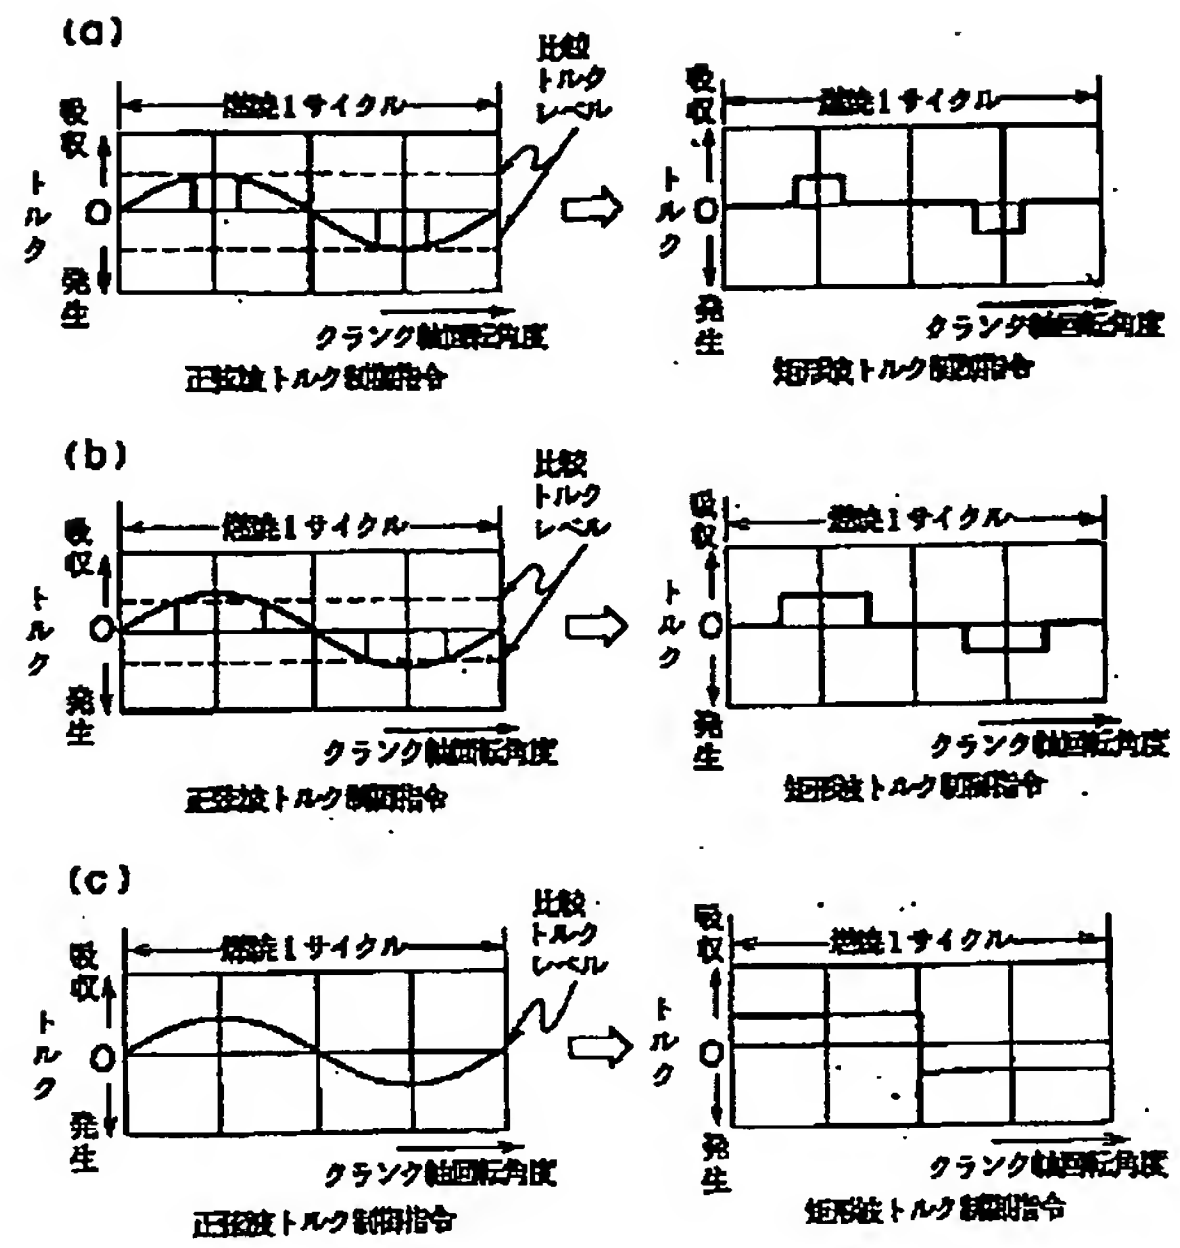 (a)
比較
トルク
レベル
燃焼1サイクル
吸収
トルク
0
発生
クランク軸回転角度
正弦波トルク制御指令
燃焼1サイクル
吸収
トルク
0
発生
クランク軸回転角度
矩形波トルク制御指令
(b)
比較
トルク
レベル
燃焼1サイクル
吸収
トルク
0
発生
クランク軸回転角度
正弦波トルク制御指令
燃焼1サイクル
吸収
トルク
0
発生
クランク軸回転角度
矩形波トルク制御指令
(c)
比較
トルク
レベル
燃焼1サイクル
吸収
トルク
0
発生
クランク軸回転角度
正弦波トルク制御指令
燃焼1サイクル
吸収
トルク
0
発生
クランク軸回転角度
矩形波トルク制御指令